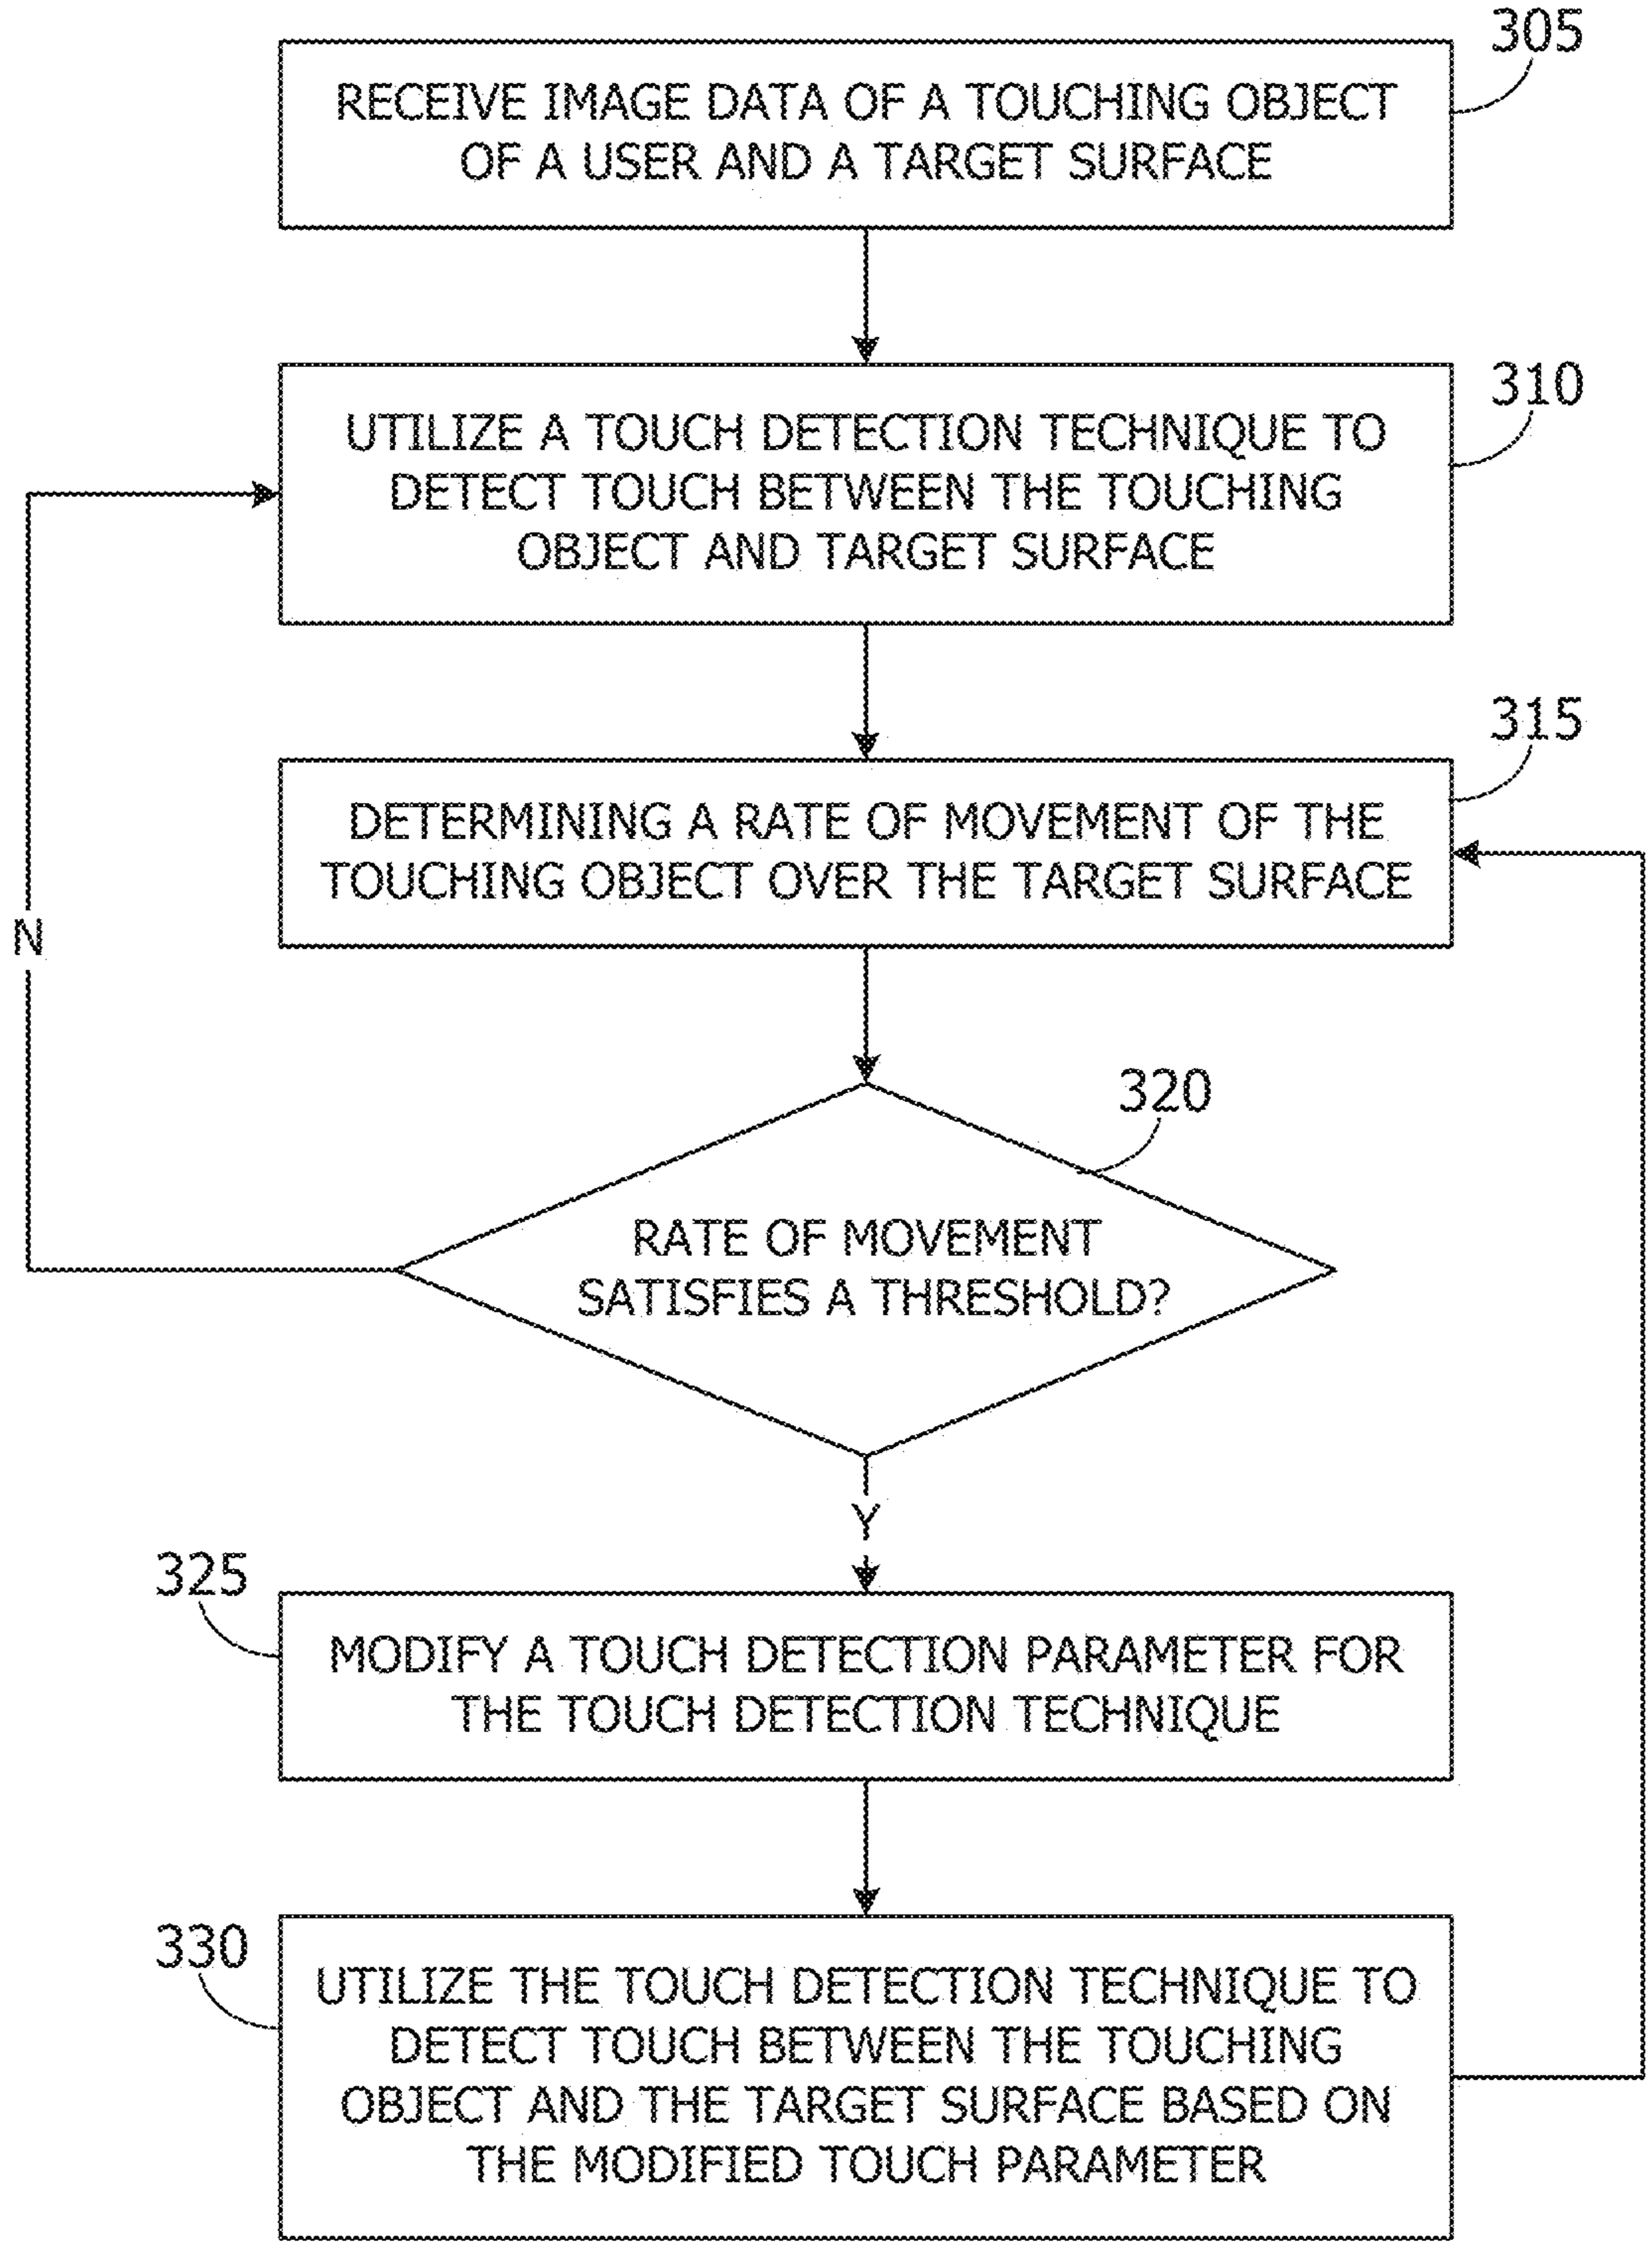 305
RECEIVE IMAGE DATA OF A TOUCHING OBJECT
OF A USER AND A TARGET SURFACE
310
UTILIZE A TOUCH DETECTION TECHNIQUE TO
DETECT TOUCH BETWEEN THE TOUCHING
OBJECT AND TARGET SURFACE
315
DETERMINING A RATE OF MOVEMENT OF THE
TOUCHING OBJECT OVER THE TARGET SURFACE
N
320
RATE OF MOVEMENT
SATISFIES A THRESHOLD?
Y
325
MODIFY A TOUCH DETECTION PARAMETER FOR
THE TOUCH DETECTION TECHNIQUE
330
UTILIZE THE TOUCH DETECTION TECHNIQUE TO
DETECT TOUCH BETWEEN THE TOUCHING
OBJECT AND THE TARGET SURFACE BASED ON
THE MODIFIED TOUCH PARAMETER